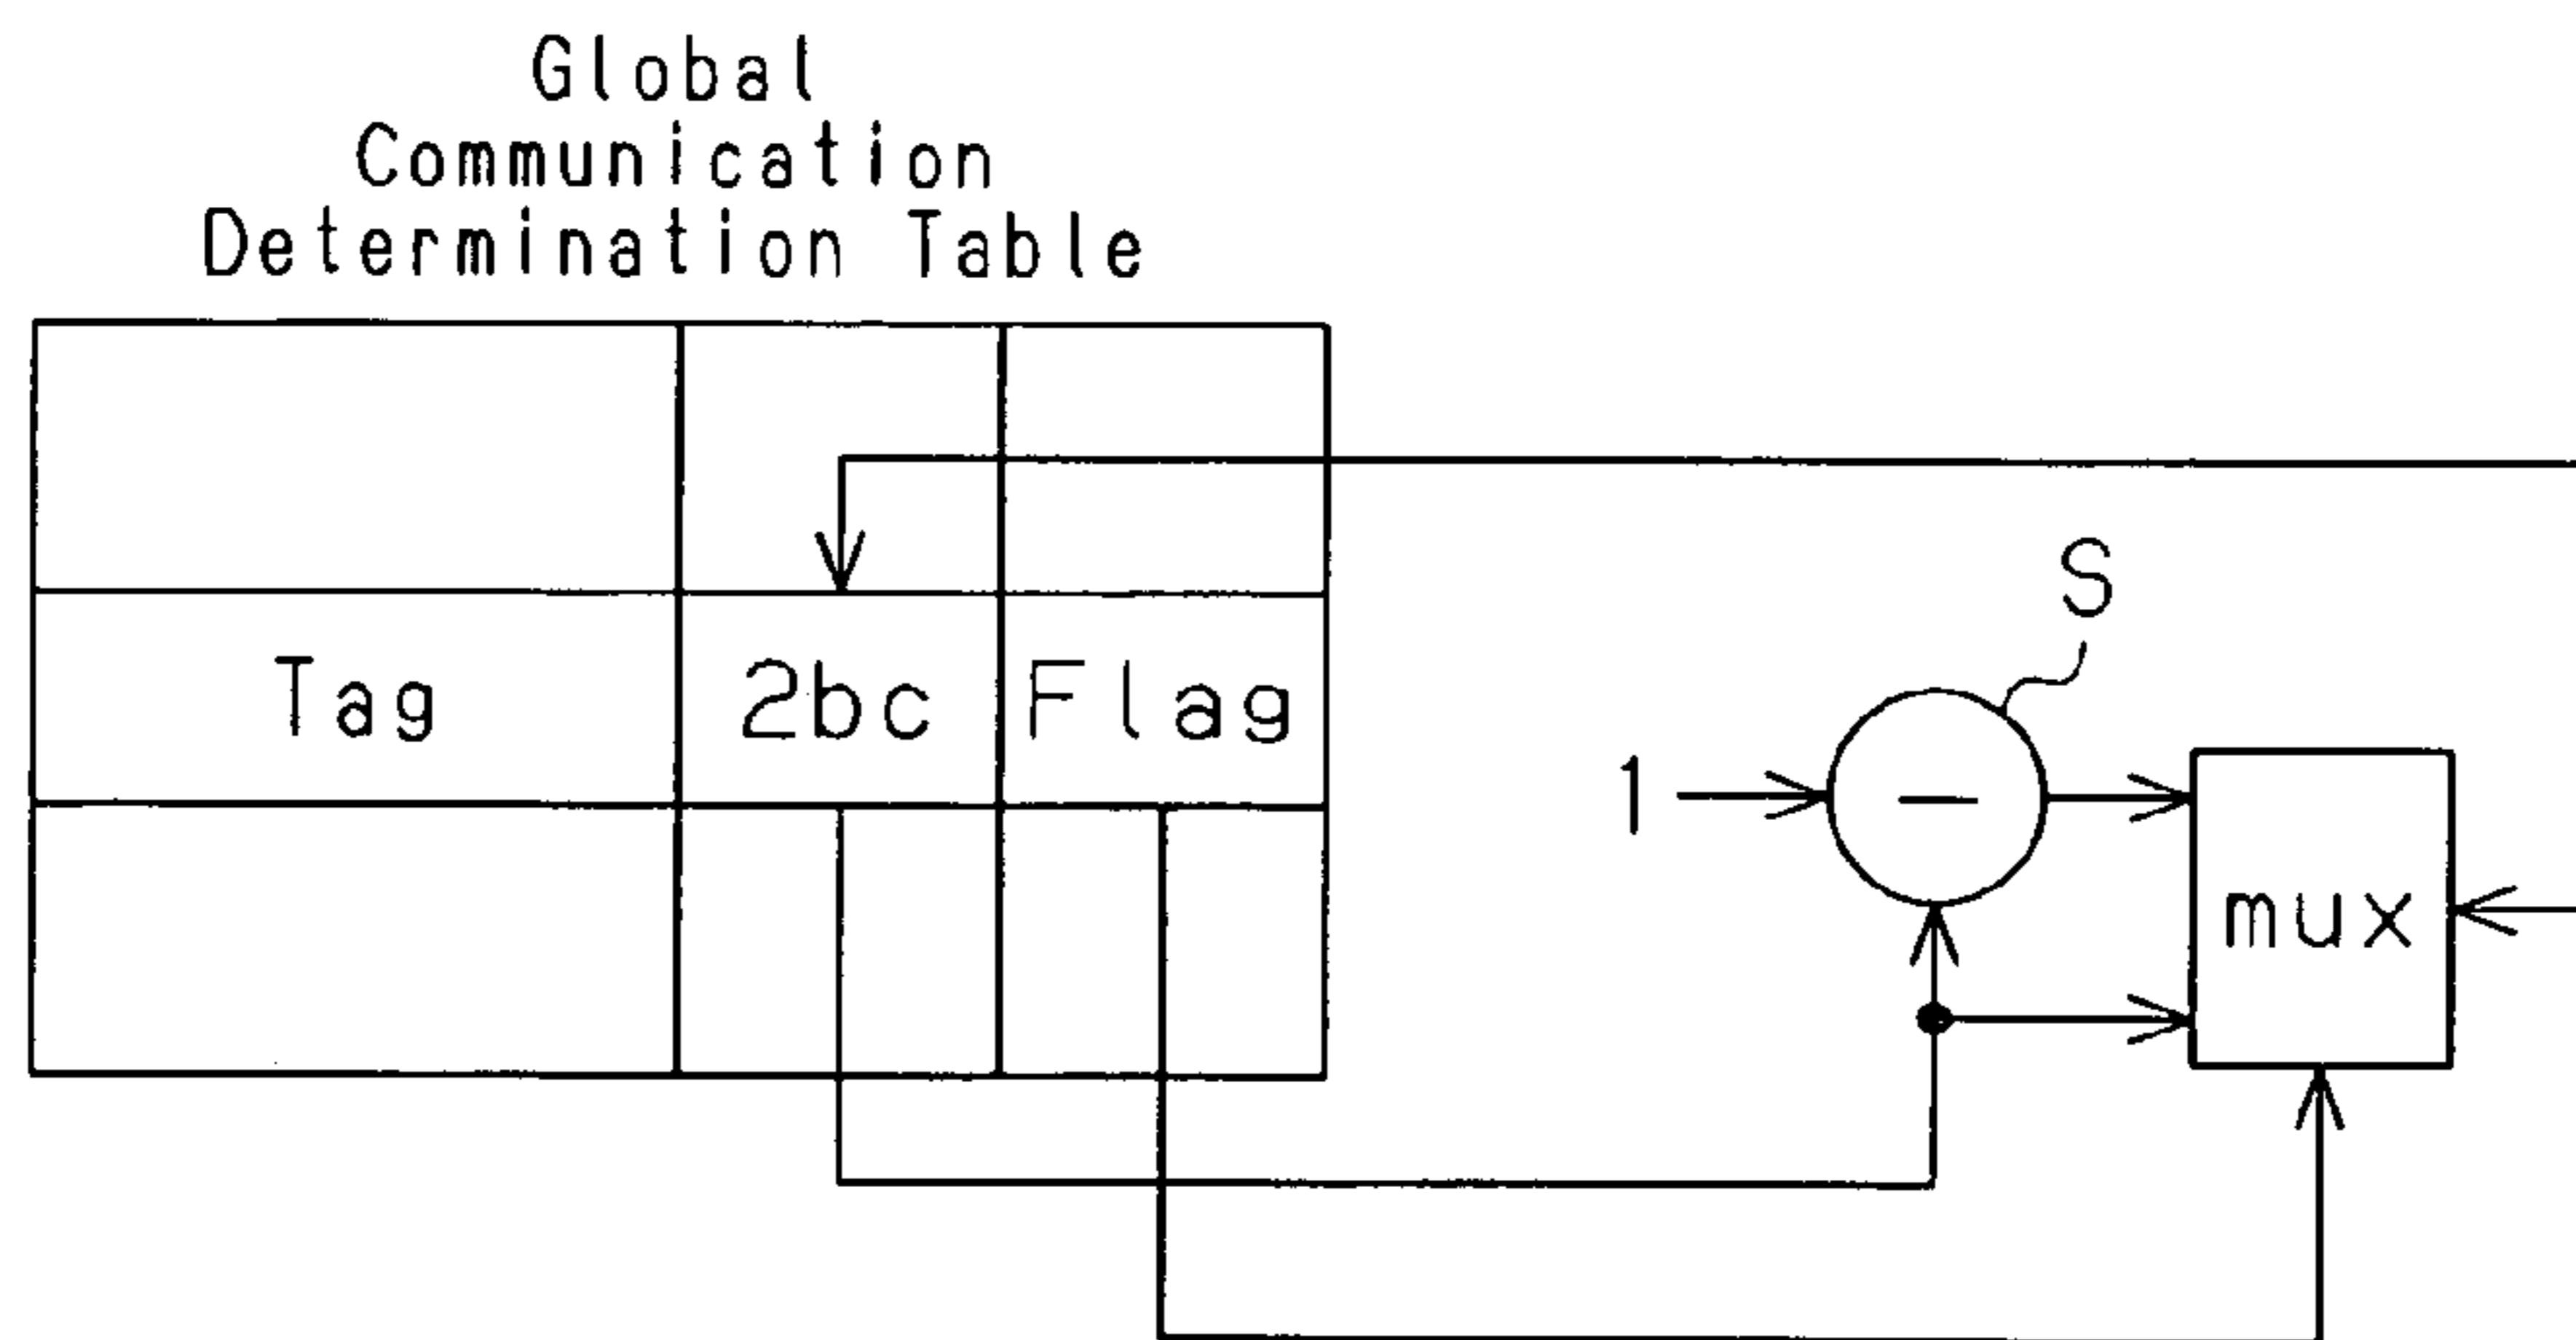 Global
Communication
Determination Table
S
Tag 2bc Flag
1
−
mux